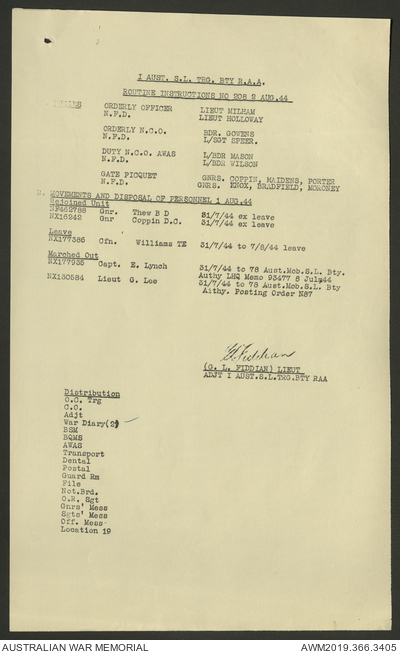 I AUST. S.L. TRG. BTY R.A.A.
ROUTINE INSTRUCTIONS NO 208 2 AUG.44
ORDERLY OFFICER LIEUT MILHAM
N.F.D. LIEUT HOLLOWAY
ORDERLY N.C.O. BDR. GOWENS
N.F.D. L/SGT SPEER.
DUTY N.C.O. AWAS L/BDR MASON
N.F.D. L/BDR WILSON
GATE PICQUET GNRS. COPPIN, MAIDENS, PORTER
N.F.D. GNRS. KNOX, BRADFIELD, MORONEY
MOVEMENTS AND DISPOSAL OF PERSONNEL 1 AUG.44
Rejoined Unit
NF462788 Gnr. Thew B D 31/7/44 ex leave
NX16242 Gnr Coppin D.C. 31/7/44 ex leave
Leave
NX177386 Cfn. Williams TE 31/7/44 to 7/8/44 leave
Marched Out
NX177935 Capt. E. Lynch 31/7/44 to 78 Aust.Mob.S.L. Bty.
Authy LHQ Memo 93477 8 July44
NX130584 Lieut G. Lee 31/7/44 to 78 Aust.Mob.S.L. Bty
Aithy. Posting Order N87
G. Fiddian
(G. L. FIDDIAN) LIEUT
ADJT I AUST.S.L.TRG.BTY RAA
Distribution
O.C. Trg
C.O.
Adjt
War Diary(2)
BSM
BQMS
AWAS
Transport
Dental
Postal
Guard Rm
File
Not.Brd.
O.R. Sgt
Gnrs' Mess
Sgts' Mess
Off. Mess
Location 19
AUSTRALIAN WAR MEMORIAL AWM2019.366.3405